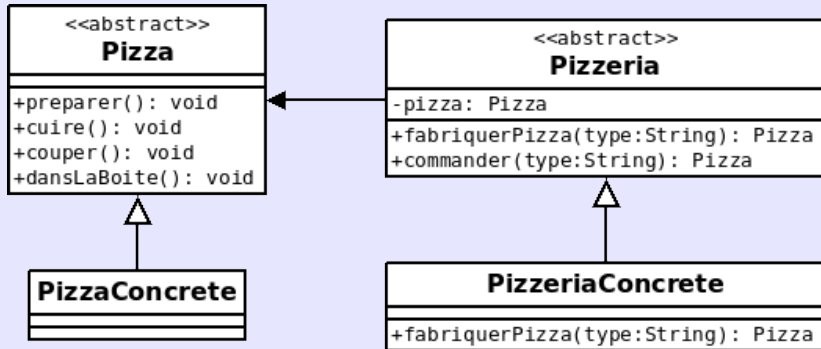 <<abstract>>
Pizza
+preparer(): void
+cuire(): void
+couper(): void
+dansLaBoite(): void
<<abstract>>
Pizzeria
-pizza: Pizza
+fabriquerPizza(type:String): Pizza
+commander(type:String): Pizza
PizzaConcrete
PizzeriaConcrete
+fabriquerPizza(type:String): Pizza